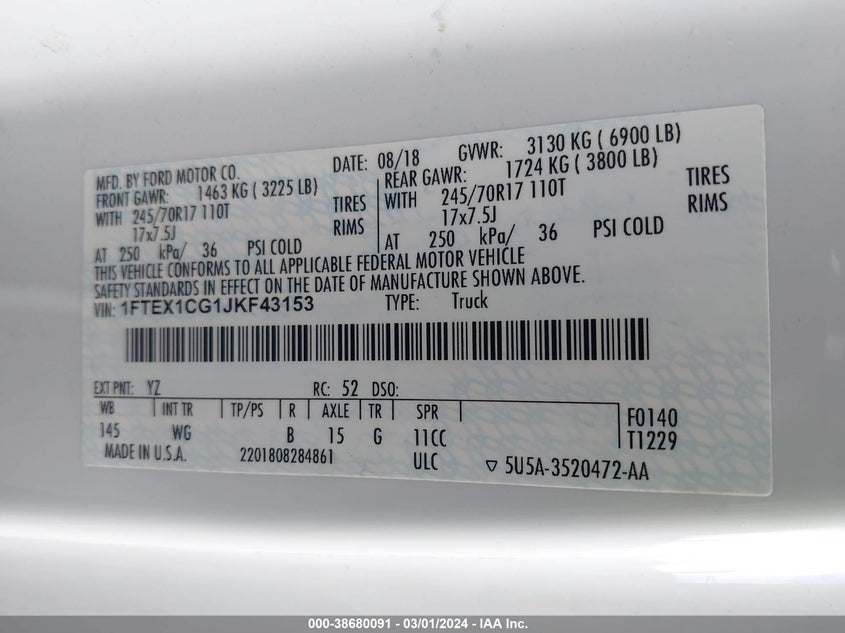 MFD. BY FORD MOTOR CO. DATE: 08/18 GVWR: 3130 KG ( 6900 LB)
FRONT GAWR: 1463 KG ( 3225 LB) REAR GAWR: 1724 KG ( 3800 LB)
WITH 245/70R17 110T TIRES WITH 245/70R17 110T TIRES
17x7.5J RIMS 17x7.5J RIMS
AT 250 kPa/ 36 PSI COLD AT 250 kPa/ 36 PSI COLD
THIS VEHICLE CONFORMS TO ALL APPLICABLE FEDERAL MOTOR VEHICLE
SAFETY STANDARDS IN EFFECT ON THE DATE OF MANUFACTURE SHOWN ABOVE.
VIN: 1FTEX1CG1JKF43153 TYPE: Truck
EXT PNT: YZ RC: 52 DSO:
WB INT TR TP/PS R AXLE TR SPR F0140
145 WG B 15 G 11CC T1229
MADE IN U.S.A. 2201808284861 ULC ▽ 5U5A-3520472-AA
000-38680091 - 03/01/2024 - IAA Inc.